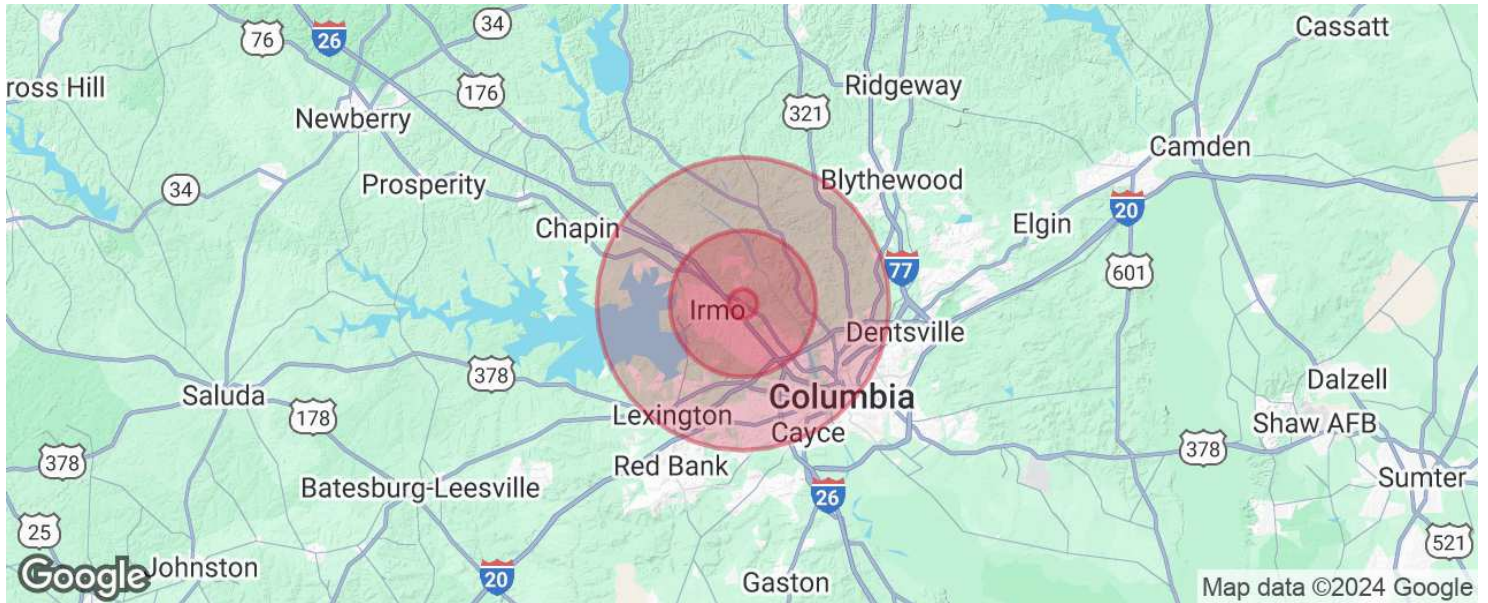 Cassatt
34
26
76
Ridgeway
ross Hill
176
321
Newberry
Camden
Prosperity
Blythewood
34
20
Elgin
Chapin
77
601
Irmo
Dentsville
378
Dalzell
Saluda
Columbia
Lexington
178
Shaw AFB
Cayce
378
378
Red Bank
Sumter
Batesburg-Leesville
26
25
521
Johnston
Google
20
Gaston
Map data ©2024 Google